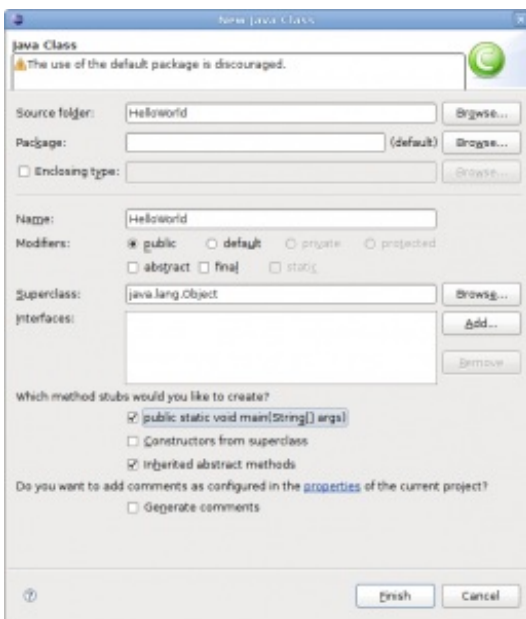 New Java Class
Java Class
The use of the default package is discouraged.
Source folder: HelloWorld Browse...
Package: (default) Browse...
Enclosing type: Browse...
Name: HelloWorld
Modifiers: public default private protected
abstract final static
Superclass: java.lang.Object Browse...
Interfaces: Add...
Remove
Which method stubs would you like to create?
public static void main(String[] args)
Constructors from superclass
Inherited abstract methods
Do you want to add comments as configured in the properties of the current project?
Generate comments
? Finish Cancel